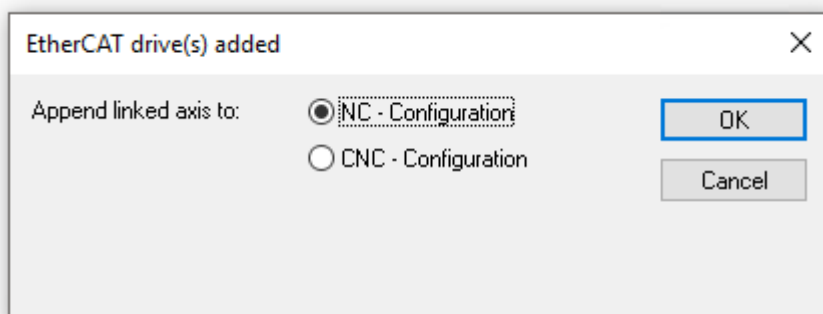 EtherCAT drive(s) added
Append linked axis to: NC - Configuration OK
CNC - Configuration
Cancel